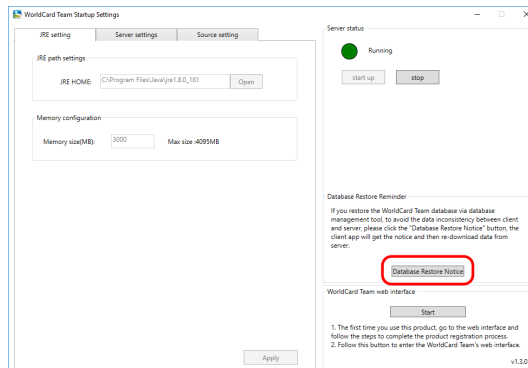 WorldCard Team Startup Settings
JRE setting
Server settings
Source setting
JRE path settings
JRE HOME:
C:\Program Files\Java\jre1.8.0_181
Open
Memory configuration
Memory size(MB):
3000
Max size :4095MB
Apply
Server status
Running
start up
stop
Database Restore Reminder
If you restore the WorldCard Team database via database
management tool, to avoid the data inconsistency between client
and server, please click the "Database Restore Notice" button, the
client app will get the notice and then re-download data from
server.
Database Restore Notice
WorldCard Team web interface
Start
1. The first time you use this product, go to the web interface and
follow the steps to complete the product registration process.
2. Follow this button to enter the WorldCard Team's web interface.
v1.3.0